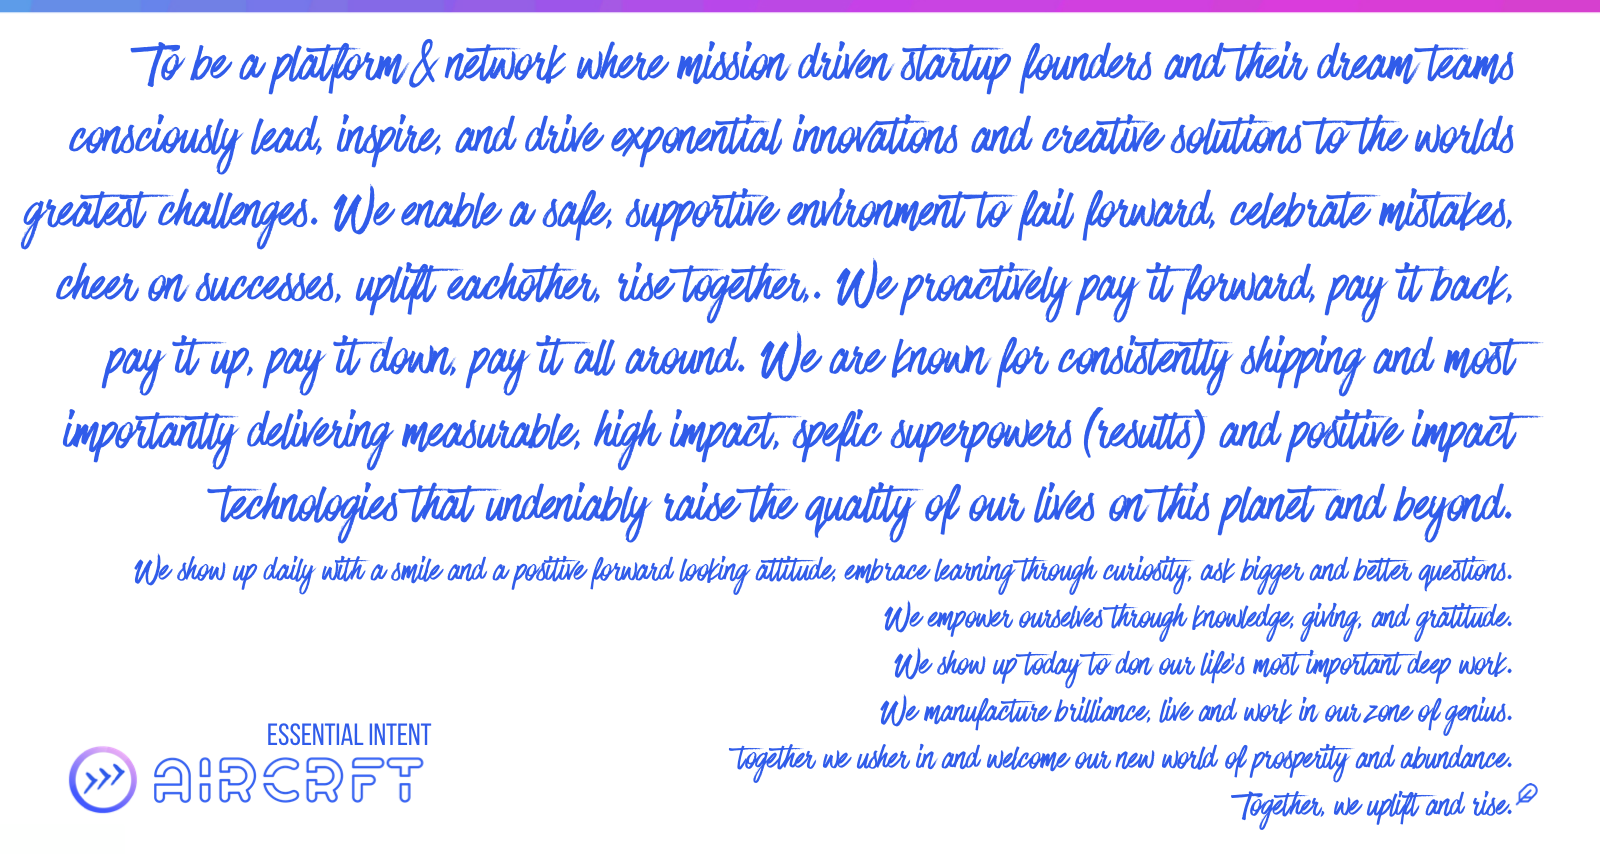 To be a platform & network where mission driven startup founders and their dream teams
consciously lead, inspire, and drive exponential innovations and creative solutions to the worlds
greatest challenges. We enable a safe, supportive environment to fail forward, celebrate mistakes,
cheer on successes, uplift eachother, rise together,. We proactively pay it forward, pay it back,
pay it up, pay it down, pay it all around. We are known for consistently shipping and most
importantly delivering measurable, high impact, spefic superpowers (results) and positive impact
technologies that undeniably raise the quality of our lives on this planet and beyond.
We show up daily with a smile and a positive forward looking attitude, embrace learning through curiosity, ask bigger and better questions.
We empower ourselves through knowledge, giving, and gratitude.
We show up today to don our life's most important deep work.
We manufacture brilliance, live and work in our zone of genius.
together we usher in and welcome our new world of prosperity and abundance.
Together, we uplift and rise.
ESSENTIAL INTENT
AIRCRFT